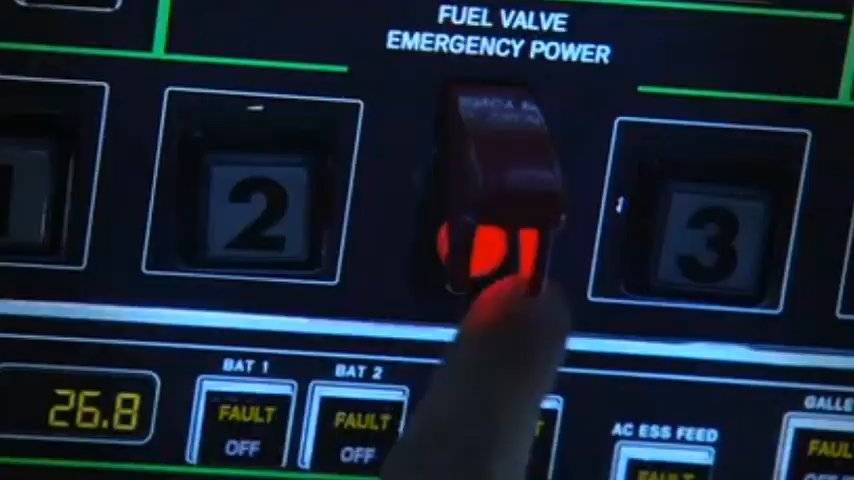 FUEL VALVE
EMERGENCY POWER
2
3
26.8
BAT 1
FAULT
OFF
BAT 2
FAULT
OFF
AC ESS FEED
FAULT
GALLE
FAUL